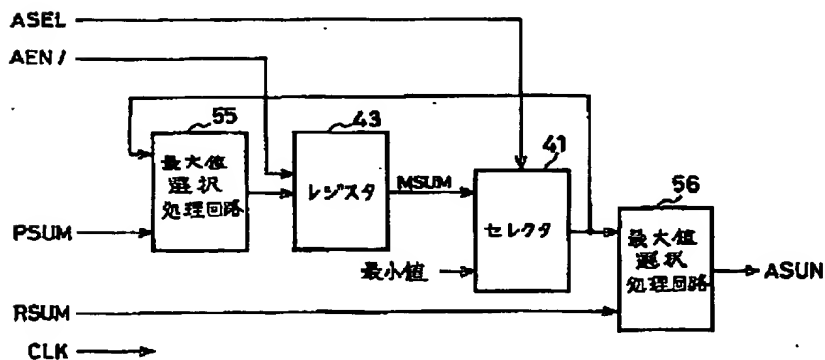 ASEL
AEN/
55
最大値
選択
処理回路
43
レジスタ
MSUM
41
セレクタ
最小値
56
最大値
選択
処理回路
PSUM
RSUM
ASUN
CLK